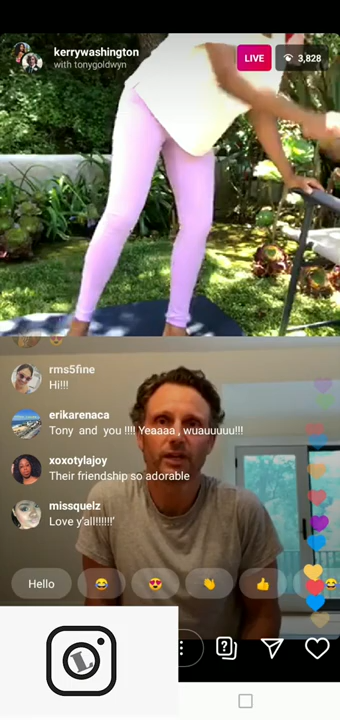 kerrywashington
with tonygoldwyn
LIVE
3,828
rms5fine
Hi!!!
erikarenaca
Tony and you !!!! Yeaaaa , wuauuuuu!!!
xoxotylajoy
Their friendship so adorable
missquelz
Love y'all!!!!!!!'
Hello
L